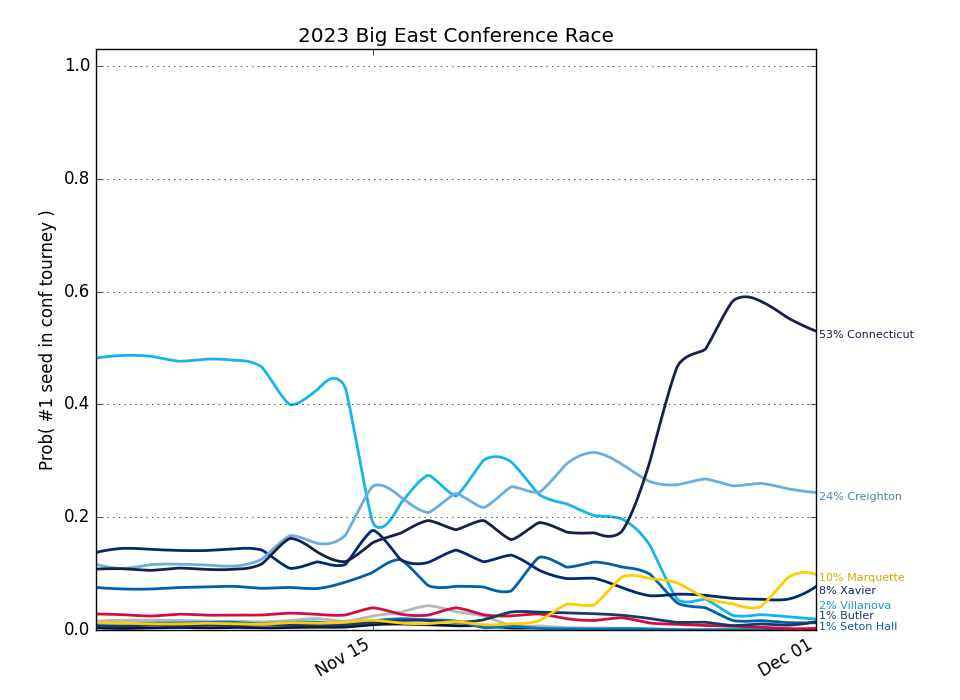 2023 Big East Conference Race
Prob( #1 seed in conf tourney )
1.0
0.8
0.6
0.4
0.2
0.0
53% Connecticut
24% Creighton
10% Marquette
8% Xavier
2% Villanova
1% Butler
1% Seton Hall
Nov 15
Dec 01